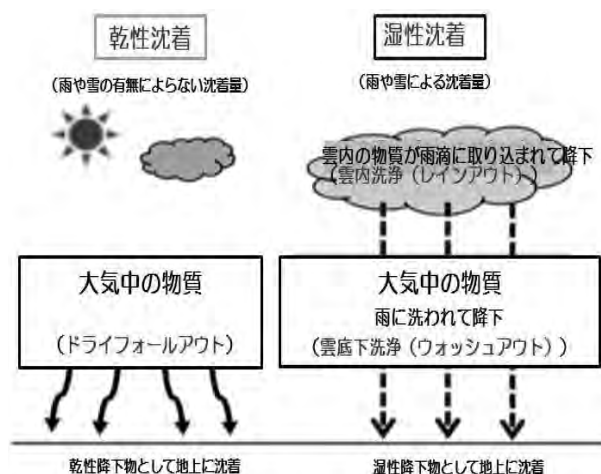 乾性沈着
(雨や雪の有無によらない沈着量)
大気中の物質
(ドライフォールアウト)
乾性降下物として地上に沈着
湿性沈着
(雨や雪による沈着量)
雲内の物質が雨滴に取り込まれて降下
(雲内洗浄(レインアウト))
大気中の物質
雨に洗われて降下
(雲底下洗浄(ウォッシュアウト))
湿性降下物として地上に沈着